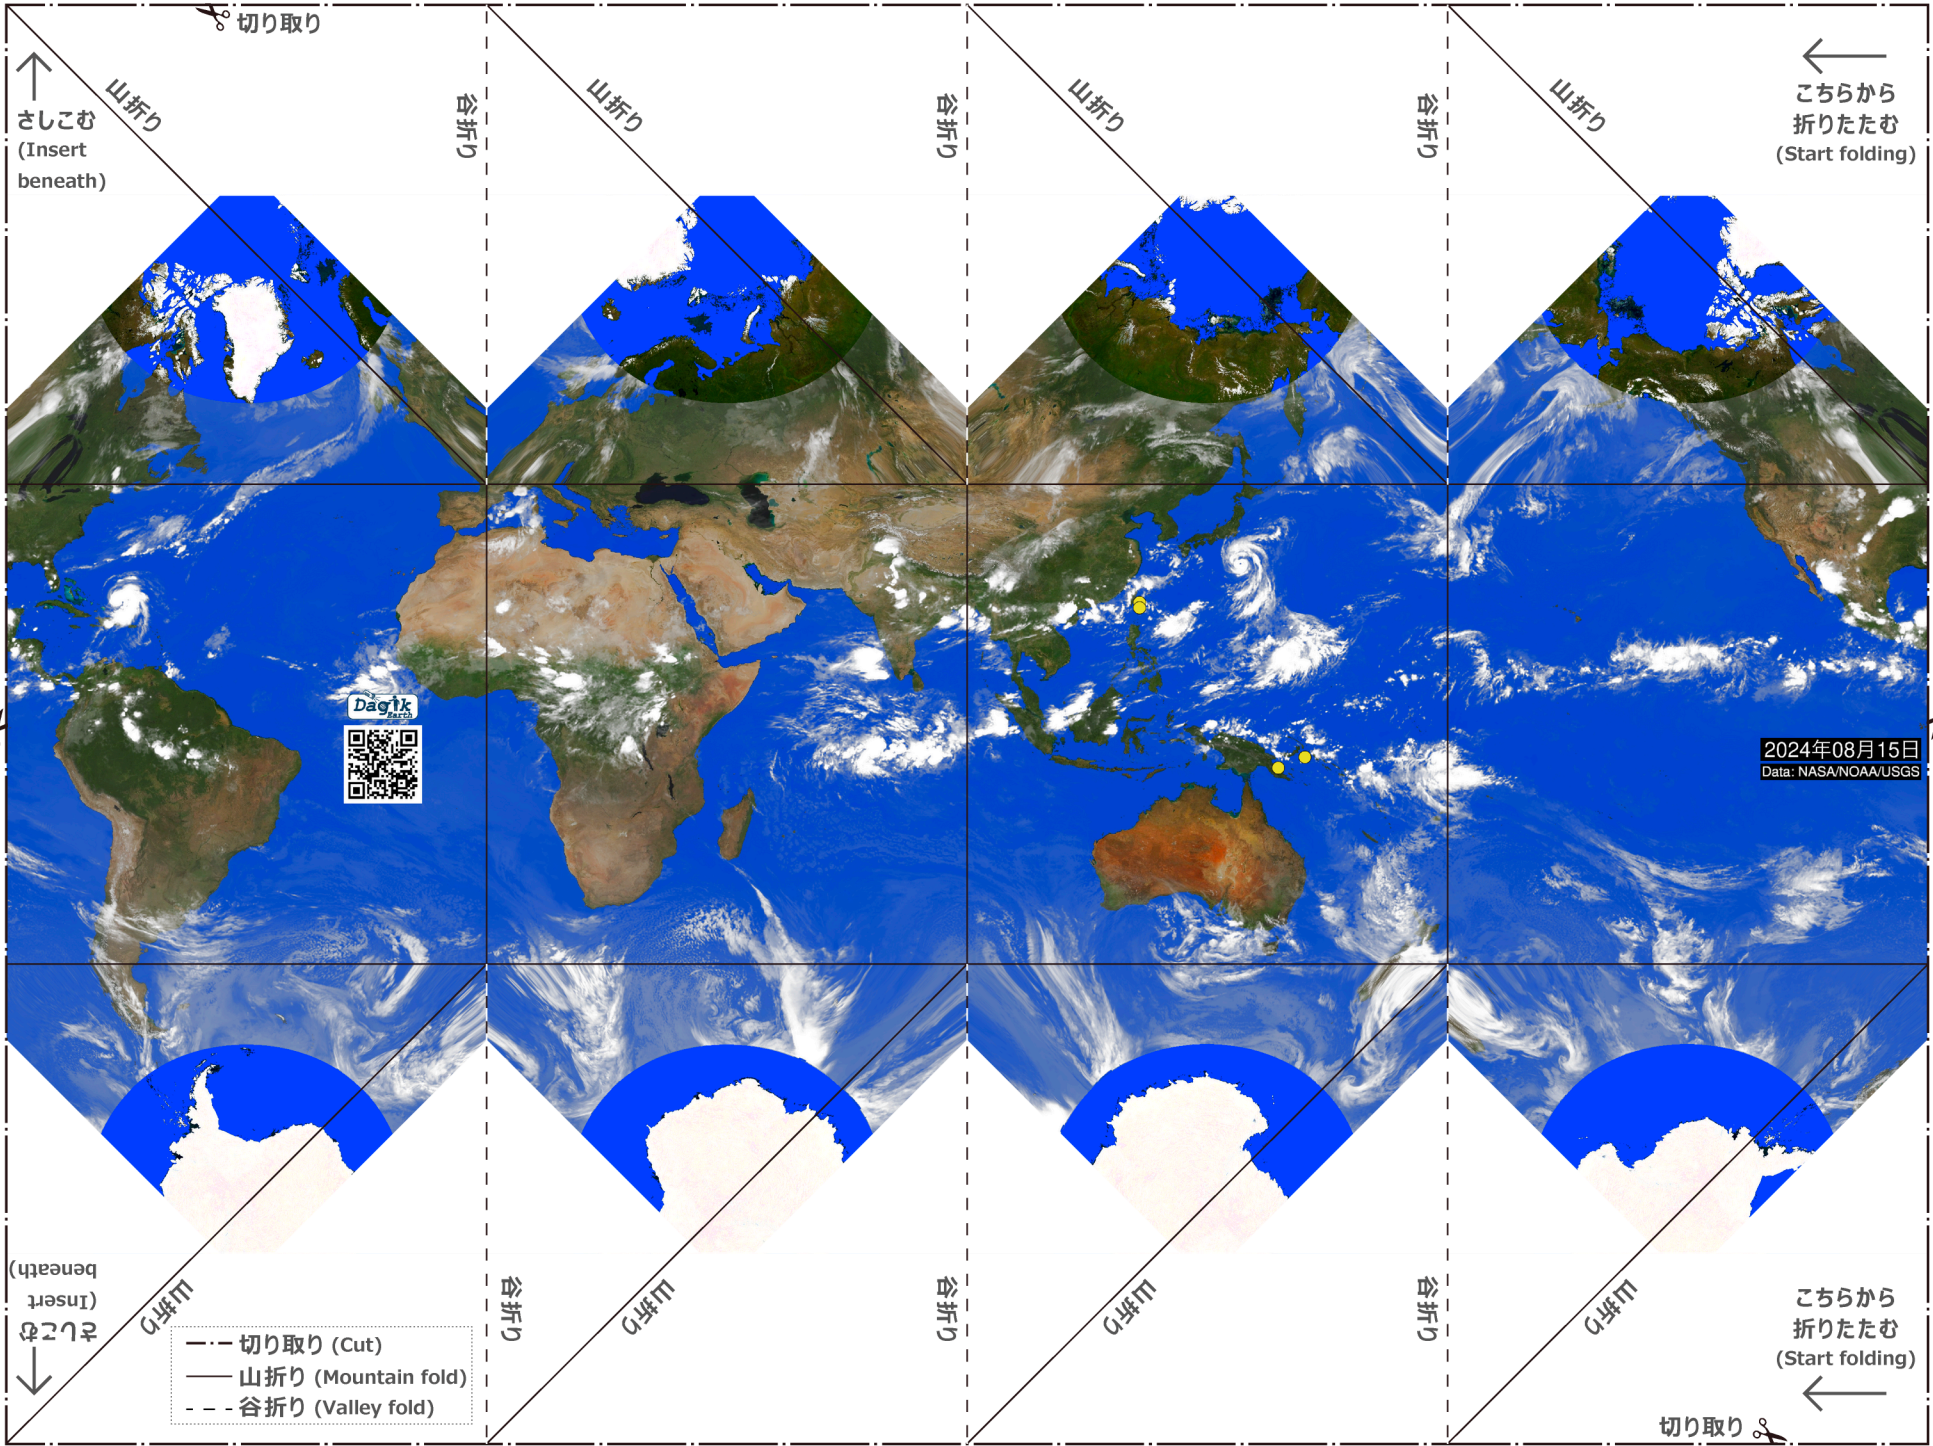 切り取り
さしこむ
(Insert
beneath)
山折り
谷折り
山折り
谷折り
山折り
谷折り
山折り
こちらから
折りたたむ
(Start folding)
Dagik
Earth
2024年08月15日
Data: NASA/NOAA/USGS
さしこむ
(Insert
beneath)
山折り
谷折り
山折り
谷折り
山折り
谷折り
山折り
こちらから
折りたたむ
(Start folding)
切り取り (Cut)
山折り (Mountain fold)
谷折り (Valley fold)
切り取り